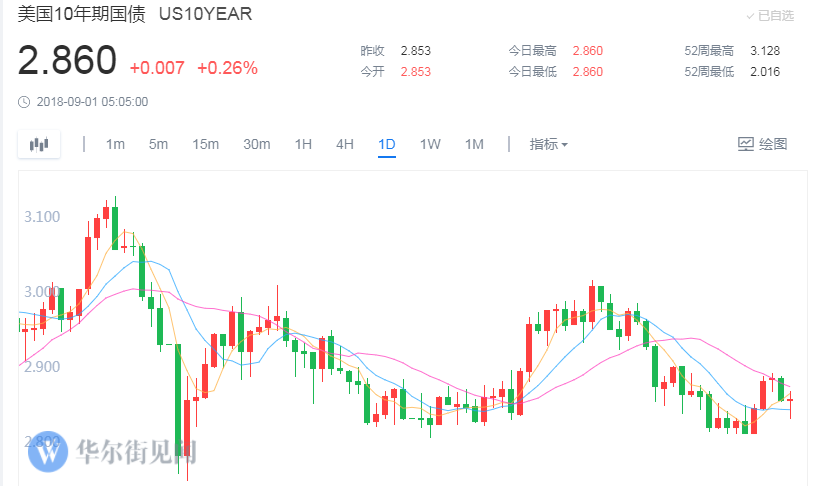 美国10年期国债 US10YEAR
已自选
2.860 +0.007 +0.26%
昨收 2.853 今日最高 2.860 52周最高 3.128
今开 2.853 今日最低 2.860 52周最低 2.016
2018-09-01 05:05:00
1m 5m 15m 30m 1H 4H 1D 1W 1M 指标 绘图
3.100
3.000
2.900
2.800
华尔街见闻